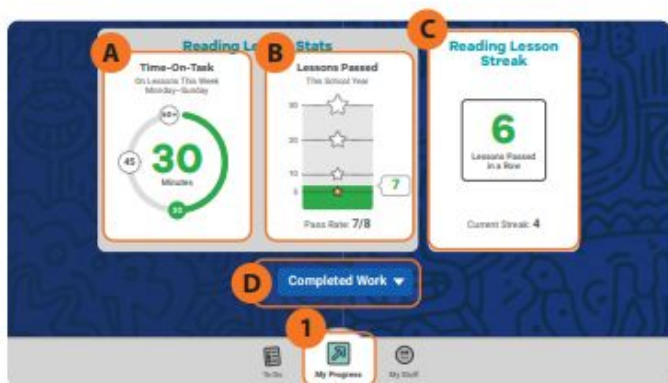 A
B
C
Reading Le Stats
Time-On-Task
On Lessons This Week
Monday–Sunday
60+
45
30
Minutes
30
Lessons Passed
This School Year
30
20
10
5
7
Pass Rate: 7/8
Reading Lesson
Streak
6
Lessons Passed
in a Row
Current Streak: 4
D
Completed Work
1
To Do
My Progress
My Stuff